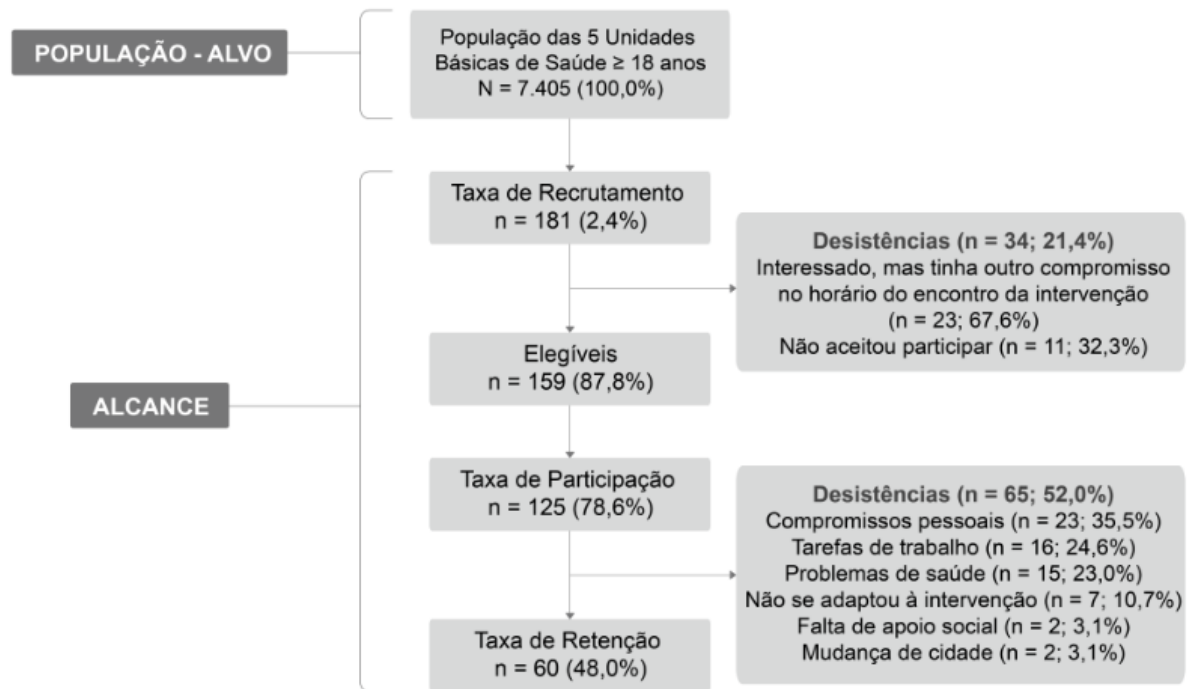 POPULAÇÃO - ALVO
População das 5 Unidades
Básicas de Saúde ≥ 18 anos
N = 7.405 (100,0%)
Taxa de Recrutamento
n = 181 (2,4%)
Desistências (n = 34; 21,4%)
Interessado, mas tinha outro compromisso
no horário do encontro da intervenção
(n = 23; 67,6%)
Não aceitou participar (n = 11; 32,3%)
Elegíveis
n = 159 (87,8%)
ALCANCE
Taxa de Participação
n = 125 (78,6%)
Desistências (n = 65; 52,0%)
Compromissos pessoais (n = 23; 35,5%)
Tarefas de trabalho (n = 16; 24,6%)
Problemas de saúde (n = 15; 23,0%)
Não se adaptou à intervenção (n = 7; 10,7%)
Falta de apoio social (n = 2; 3,1%)
Mudança de cidade (n = 2; 3,1%)
Taxa de Retenção
n = 60 (48,0%)